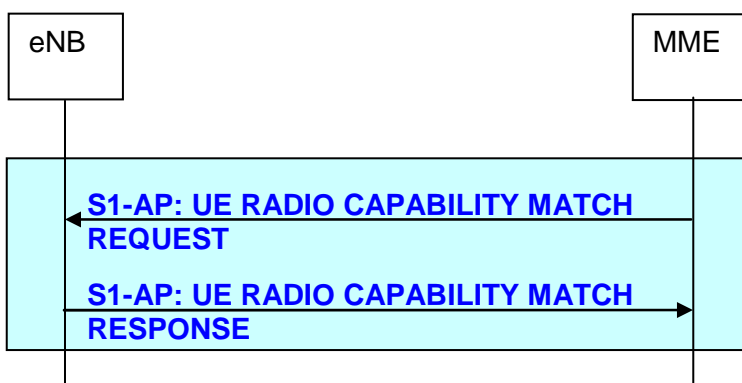 eNB
MME
S1-AP: UE RADIO CAPABILITY MATCH
REQUEST
S1-AP: UE RADIO CAPABILITY MATCH
RESPONSE